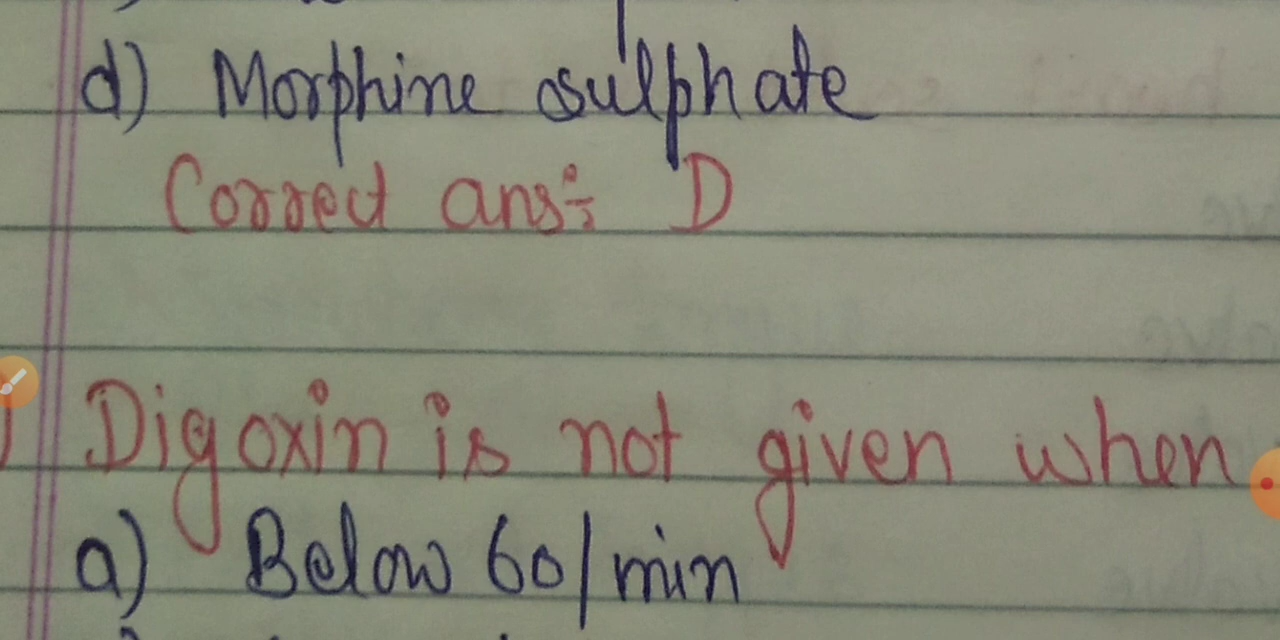 d) Morphine sulphate
Correct ans:- D
Digoxin is not given when
a) Below 60/min